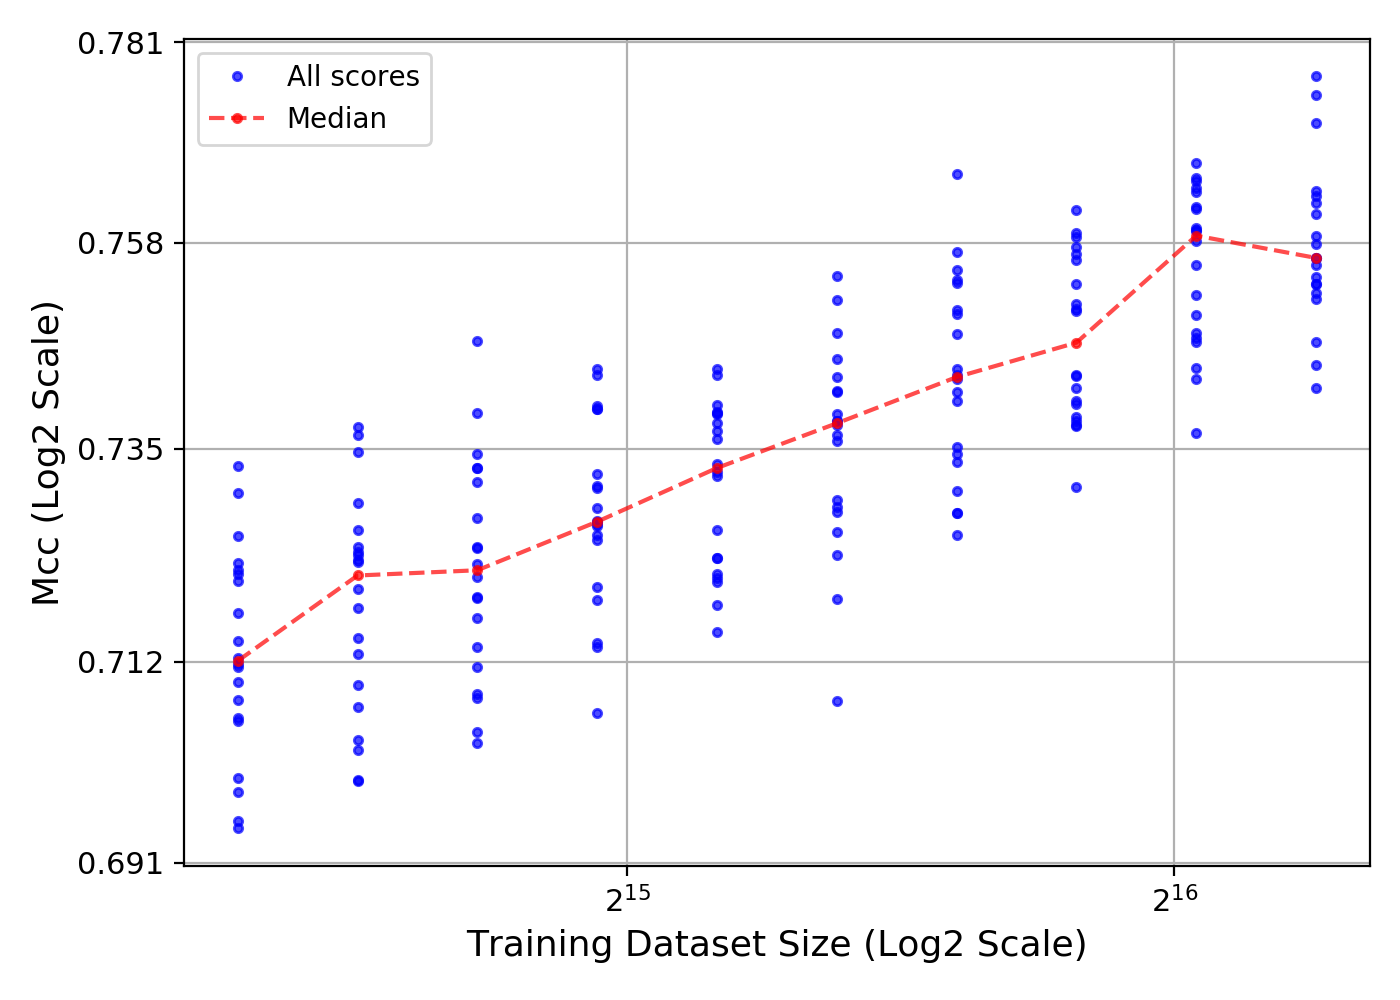 0.781
All scores
Median
0.758
0.735
0.712
0.691
Mcc (Log2 Scale)
2^15
2^16
Training Dataset Size (Log2 Scale)